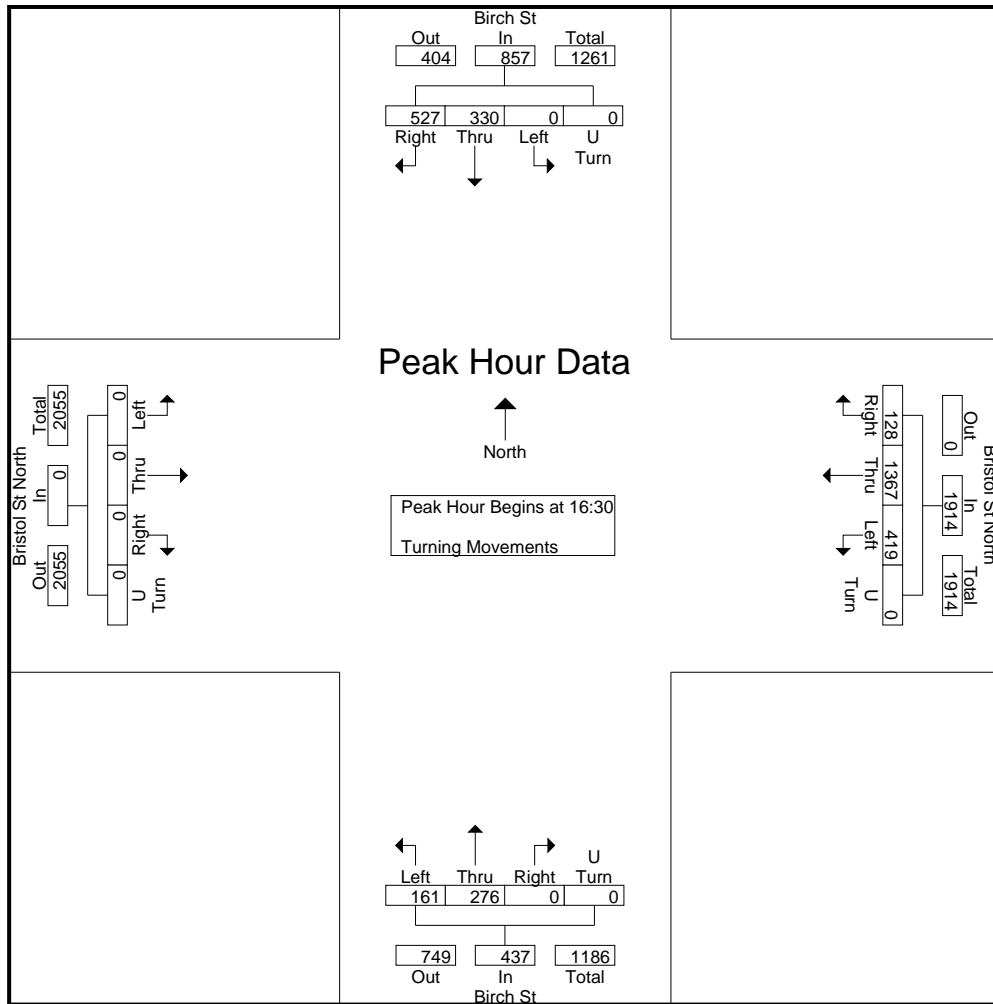 Birch St
Out In Total
404 857 1261
527 330 0 0
Right Thru Left U Turn
Peak Hour Data
North
Peak Hour Begins at 16:30
Turning Movements
Bristol St North
Total In Out
2055 0 2055
0 0 0 0
Left Thru Right U Turn
Bristol St North
Out In Total
0 1914 1914
128 1367 419 0
Right Thru Left U Turn
Left Thru Right U Turn
161 276 0 0
749 437 1186
Out In Total
Birch St